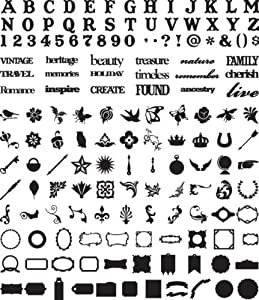 A B C D E F G H I J K L M
N O P Q R S T U V W X Y Z
1 2 3 4 5 6 7 8 9 0 . . " ? ! @ & ( ) $
VINTAGE heritage beauty treasure nature FAMILY
TRAVEL memories HOLIDAY timeless remember cherish
Romance inspire CREATE FOUND ancestry live